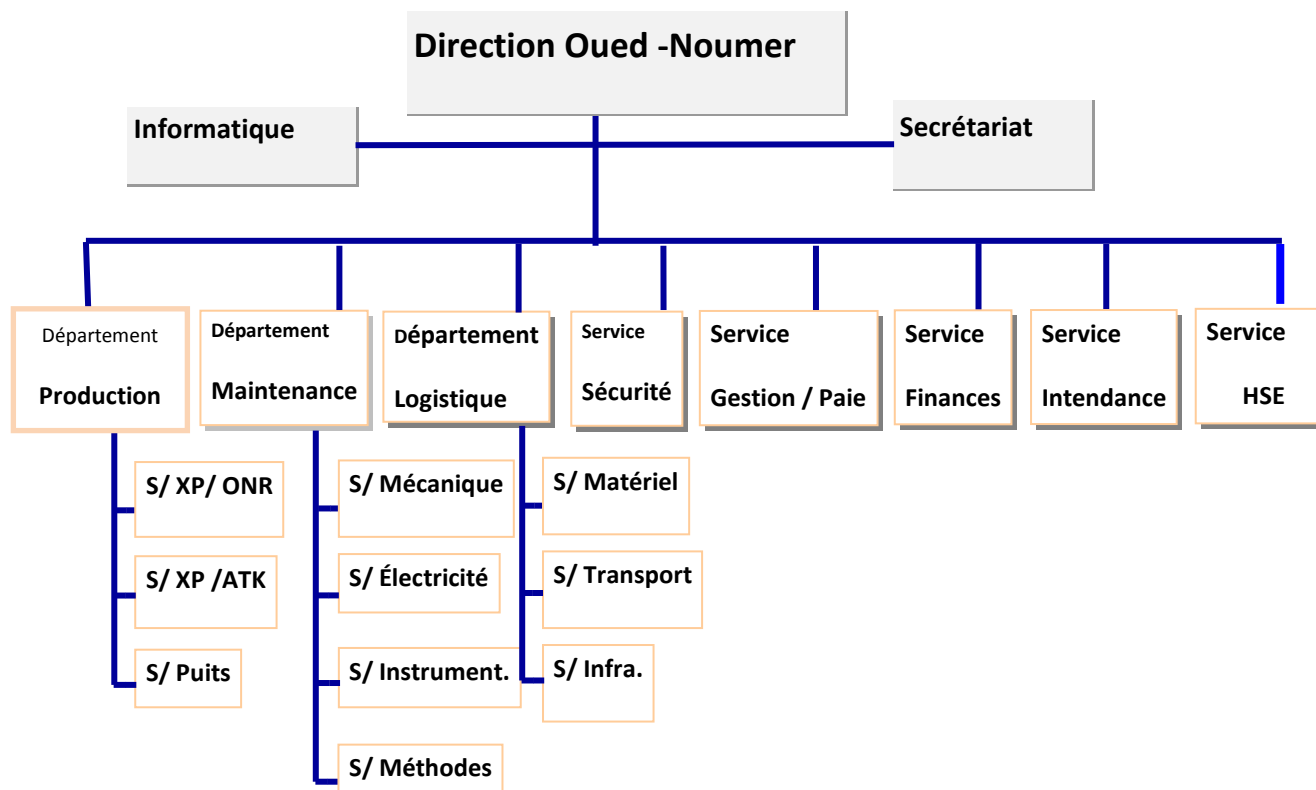 Direction Oued -Noumer
Informatique
Secrétariat
Département
Production
Département
Maintenance
Département
Logistique
Service
Sécurité
Service
Gestion / Paie
Service
Finances
Service
Intendance
Service
HSE
S/ XP/ ONR
S/ XP /ATK
S/ Puits
S/ Mécanique
S/ Électricité
S/ Instrument.
S/ Méthodes
S/ Matériel
S/ Transport
S/ Infra.